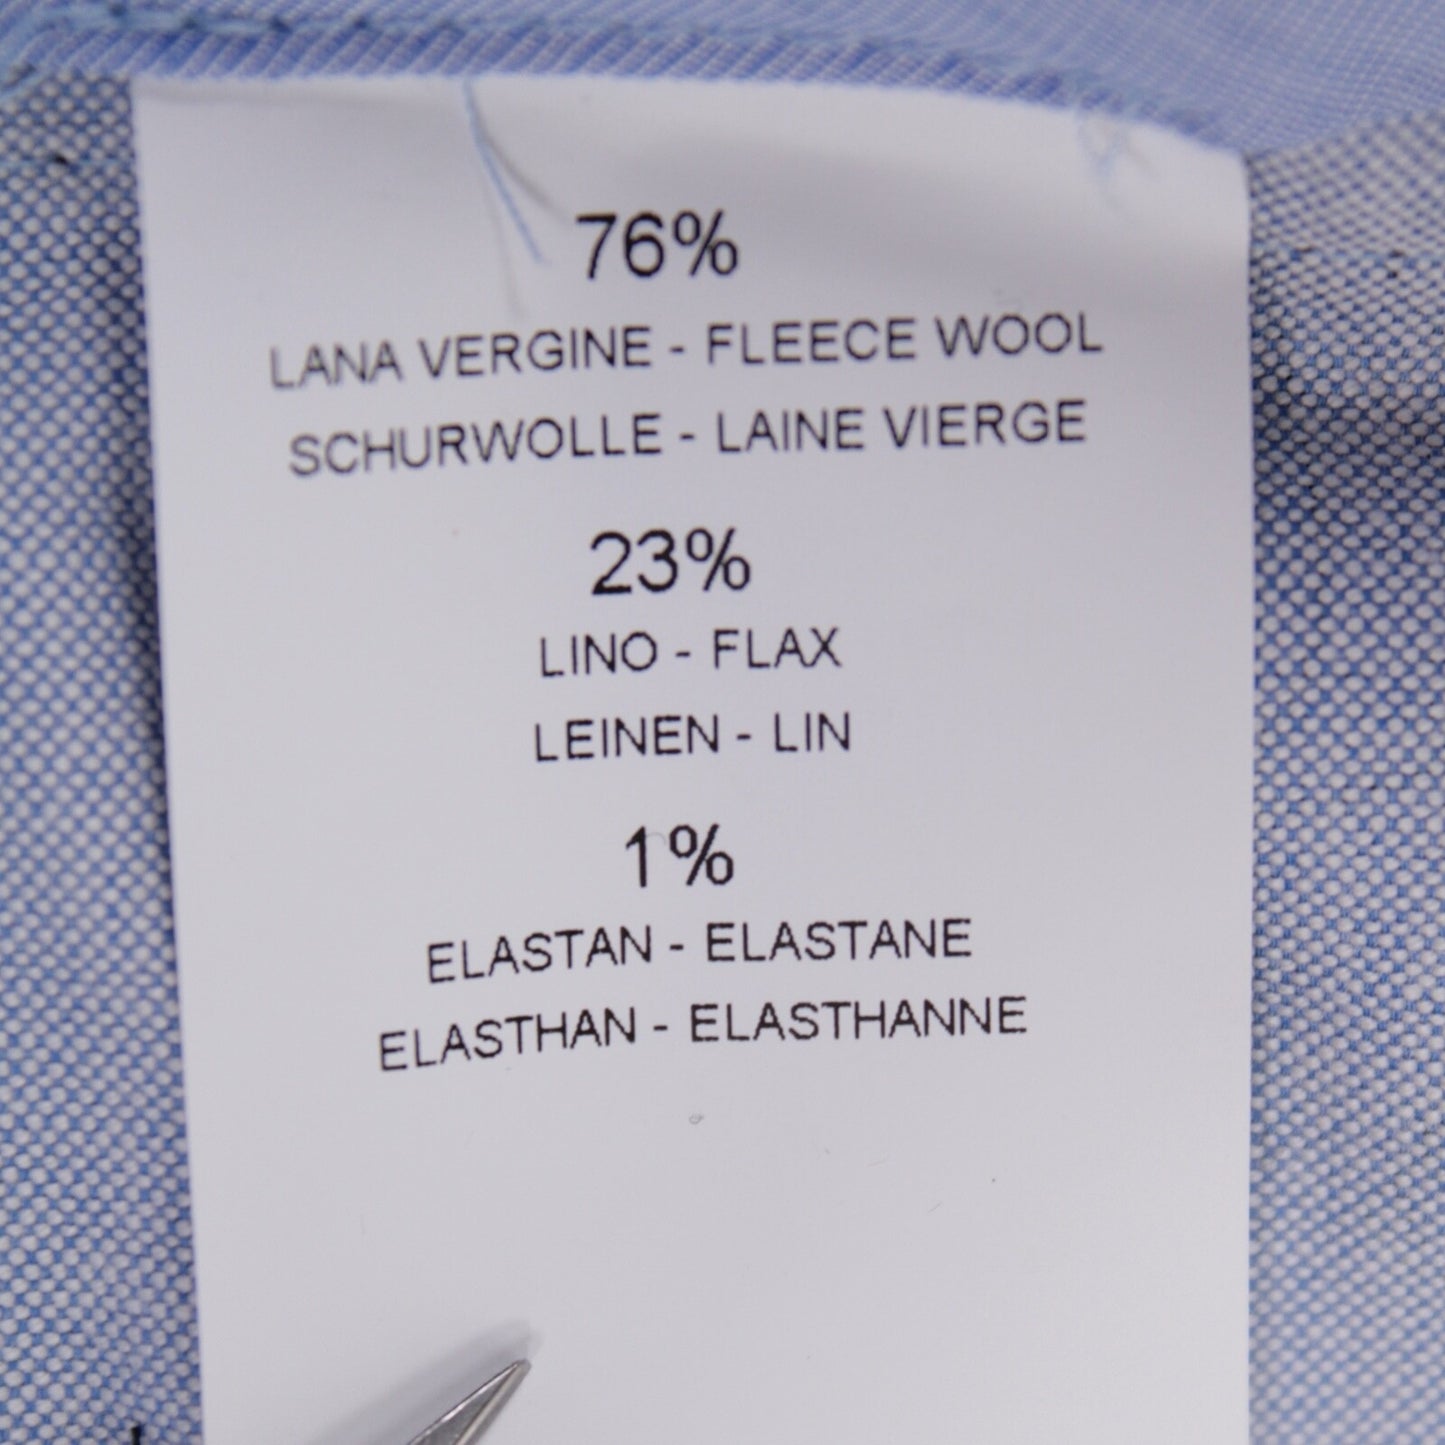 76%
LANA VERGINE - FLEECE WOOL
SCHURWOLLE - LAINE VIERGE
23%
LINO - FLAX
LEINEN - LIN
1%
ELASTAN - ELASTANE
ELASTHAN - ELASTHANNE